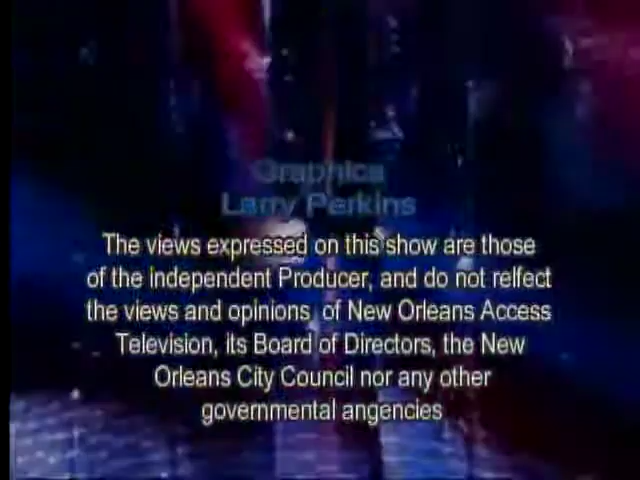 Graphics
Larry Perkins
The views expressed on this show are those
of the Independent Producer, and do not relfect
the views and opinions of New Orleans Access
Television, its Board of Directors, the New
Orleans City Council nor any other
governmental angencies